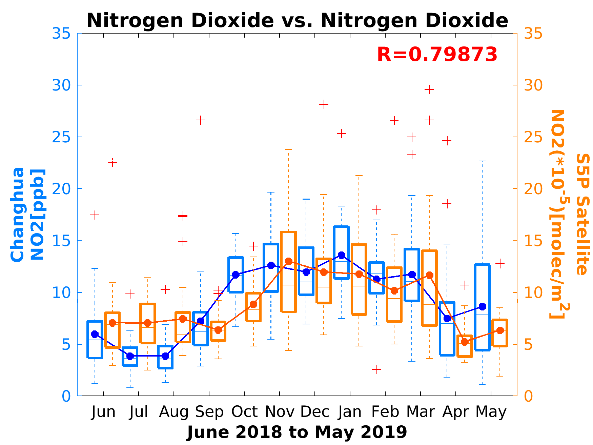 Nitrogen Dioxide vs. Nitrogen Dioxide
R=0.79873
35
30
25
20
15
10
5
0
Changhua
NO2[ppb]
35
30
25
20
15
10
5
0
S5P Satellite
NO2(*10^-5)[molec/m^2]
Jun Jul Aug Sep Oct Nov Dec Jan Feb Mar Apr May
June 2018 to May 2019